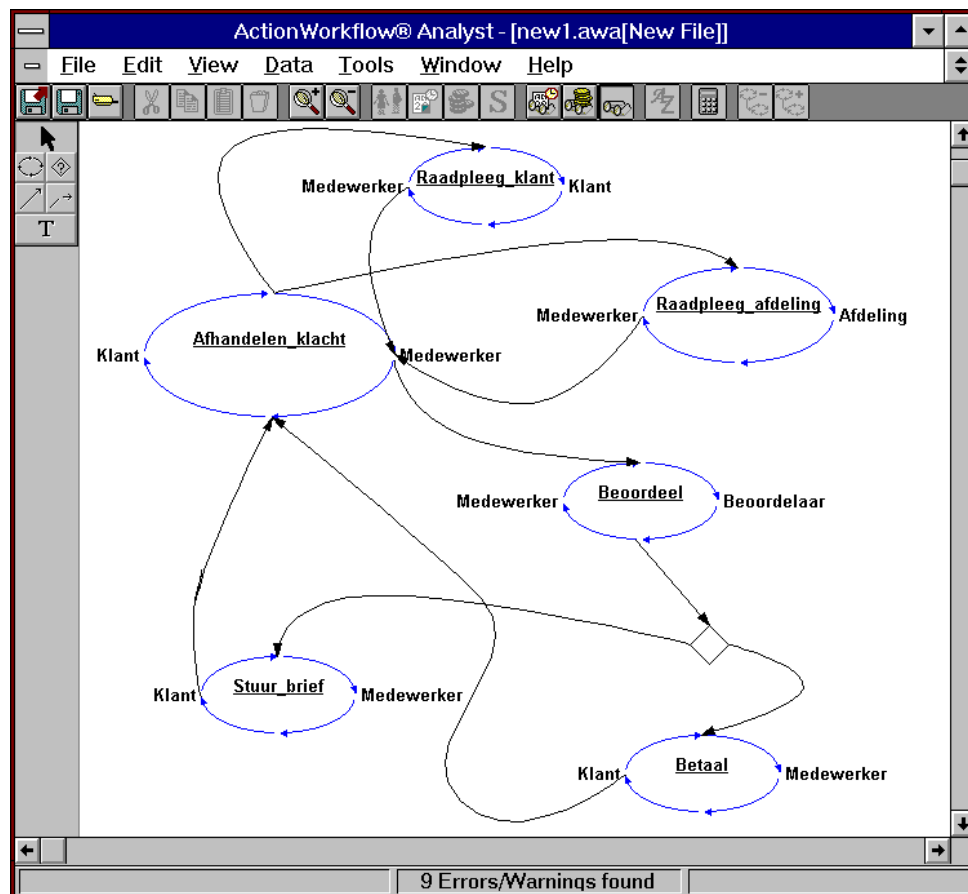 ActionWorkflow® Analyst - [new1.awa[New File]]
File Edit View Data Tools Window Help
S
AZ
T
Raadpleeg_klant
Medewerker
Klant
Raadpleeg_afdeling
Medewerker
Afdeling
Afhandelen_klacht
Klant
Medewerker
Beoordeel
Medewerker
Beoordelaar
Stuur_brief
Klant
Medewerker
Betaal
Klant
Medewerker
9 Errors/Warnings found